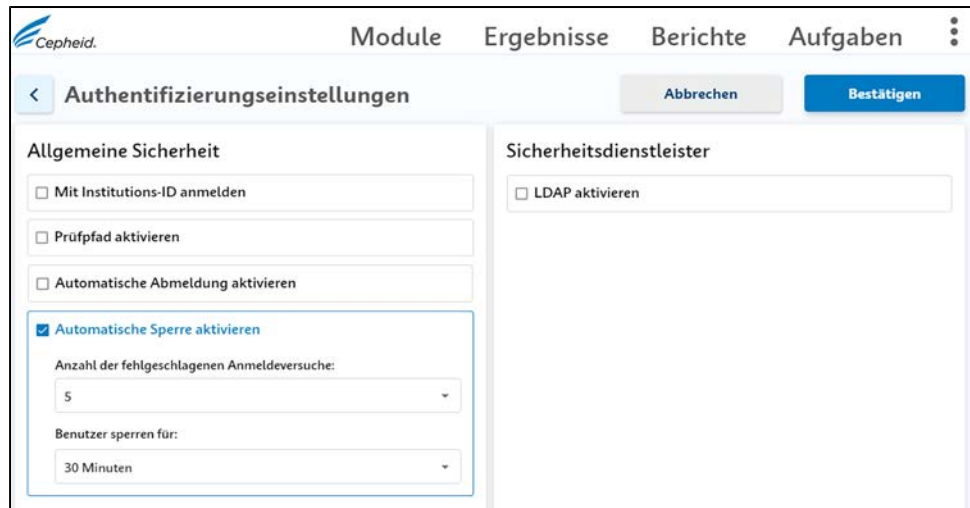 Cepheid.
Module Ergebnisse Berichte Aufgaben
Authentifizierungseinstellungen
Abbrechen
Bestätigen
Allgemeine Sicherheit
Mit Institutions-ID anmelden
Prüfpfad aktivieren
Automatische Abmeldung aktivieren
Automatische Sperre aktivieren
Anzahl der fehlgeschlagenen Anmeldeversuche:
5
Benutzer sperren für:
30 Minuten
Sicherheitsdienstleister
LDAP aktivieren